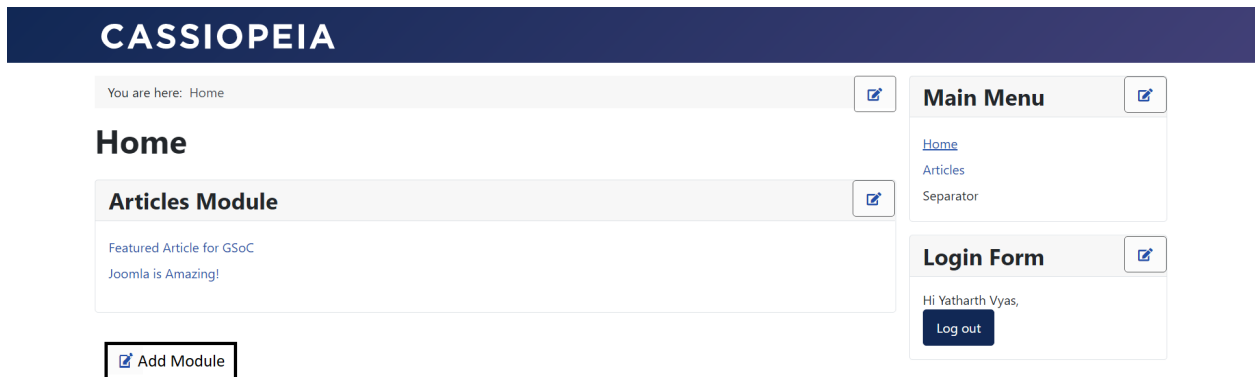 CASSIOPEIA
You are here: Home
Home
Articles Module
Featured Article for GSoC
Joomla is Amazing!
Add Module
Main Menu
Home
Articles
Separator
Login Form
Hi Yatharth Vyas,
Log out